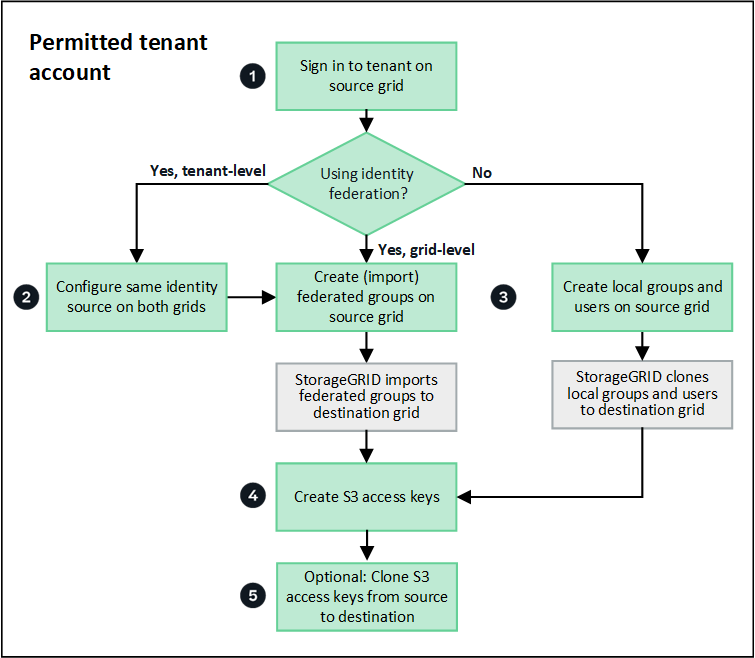 Permitted tenant
account
1
Sign in to tenant on
source grid
Using identity
federation?
Yes, tenant-level
No
Yes, grid-level
2
Configure same identity
source on both grids
Create (import)
federated groups on
source grid
3
Create local groups and
users on source grid
StorageGRID imports
federated groups to
destination grid
StorageGRID clones
local groups and users
to destination grid
4
Create S3 access keys
5
Optional: Clone S3
access keys from source
to destination